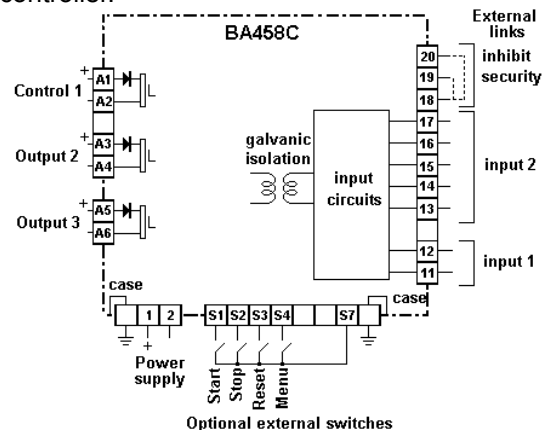 controller
BA458C
External
links
inhibit
security
20
19
18
17
16
15
14
13
12
11
input 2
input 1
+
A1
A2
Control 1
+
A3
A4
Output 2
+
A5
A6
Output 3
L
L
L
galvanic
isolation
input
circuits
case
1
2
+
Power
supply
S1
S2
S3
S4
S7
case
Start
Stop
Reset
Menu
Optional external switches